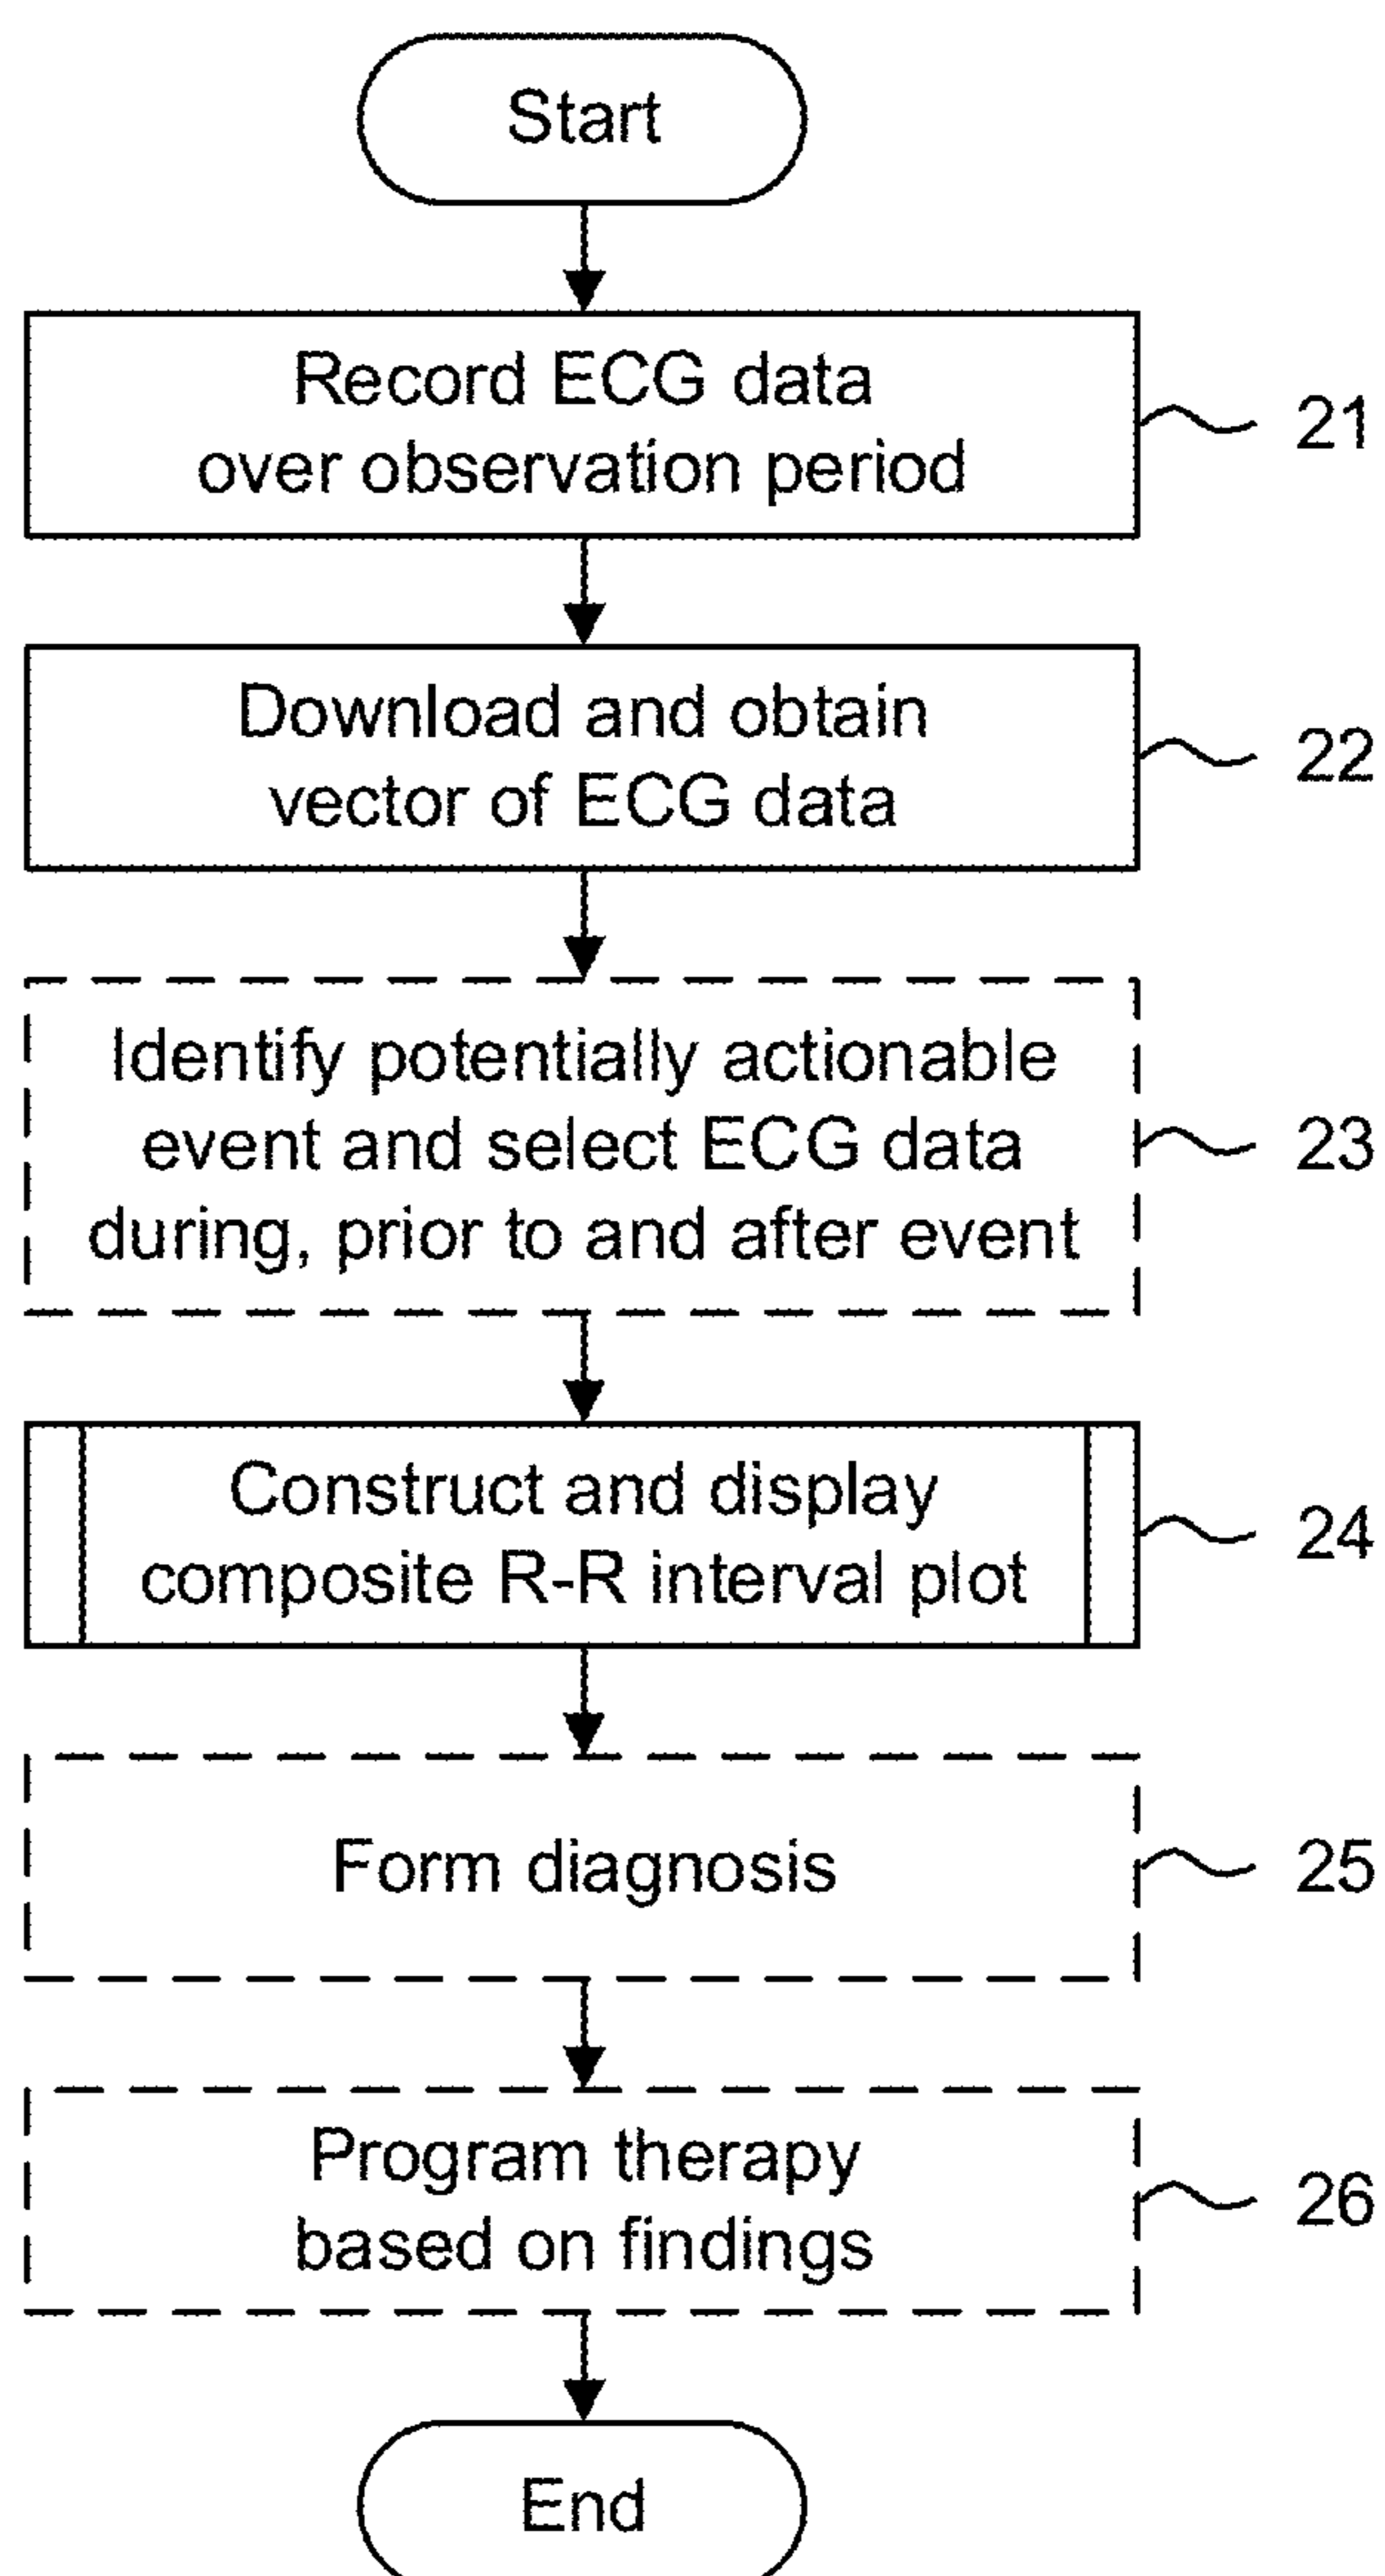 Start
Record ECG data
over observation period
21
Download and obtain
vector of ECG data
22
Identify potentially actionable
event and select ECG data
during, prior to and after event
23
Construct and display
composite R-R interval plot
24
Form diagnosis
25
Program therapy
based on findings
26
End